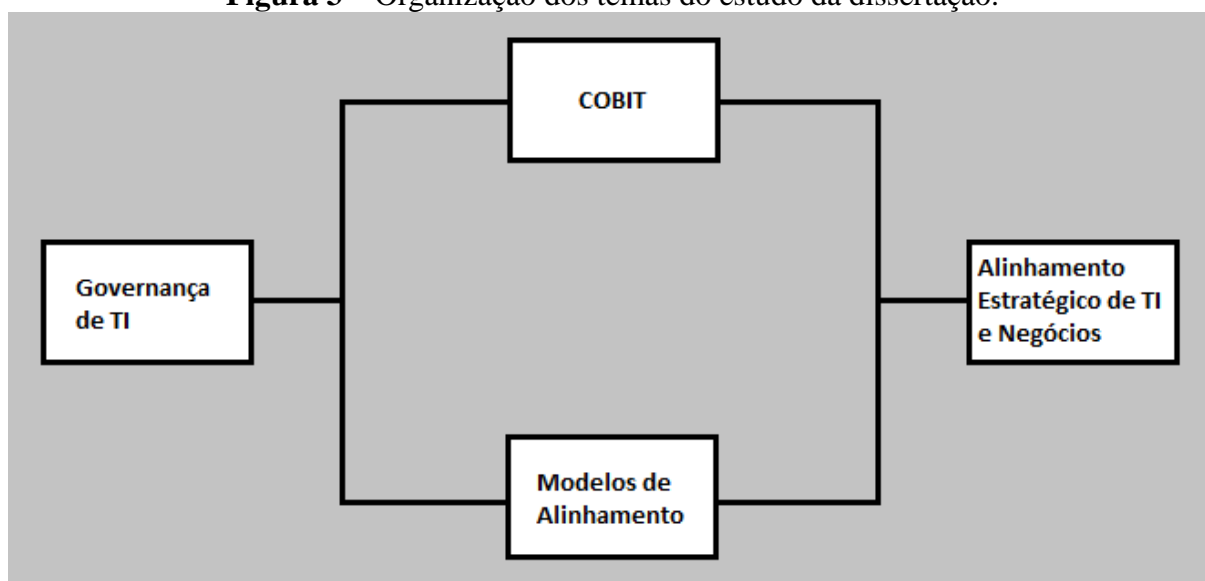 Figura 3 – Organização dos temas do estudo da dissertação.
COBIT
Governança
de TI
Alinhamento
Estratégico de TI
e Negócios
Modelos de
Alinhamento